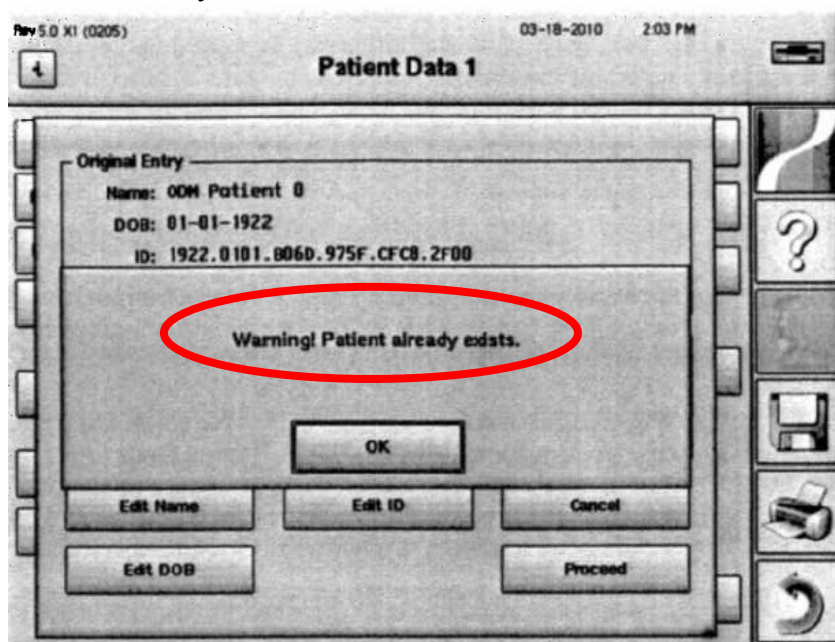 Rev 5.0 X1 (0205) 03-18-2010 2:03 PM
Patient Data 1
Original Entry
Name: ODM Patient 0
DOB: 01-01-1922
ID: 1922.0101.B06D.975F.CFC8.2F00
Warning! Patient already exists.
OK
Edit Name Edit ID Cancel
Edit DOB Proceed